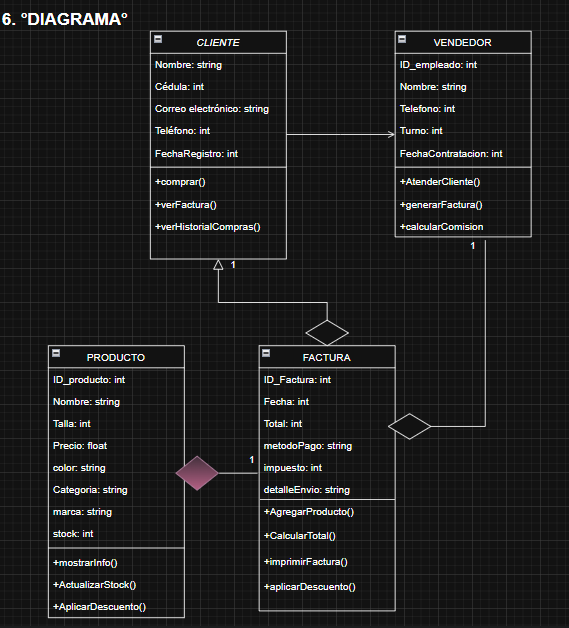 6. °DIAGRAMA°
CLIENTE
Nombre: string
Cédula: int
Correo electrónico: string
Teléfono: int
FechaRegistro: int
+comprar()
+verFactura()
+verHistorialCompras()
VENDEDOR
ID_empleado: int
Nombre: string
Telefono: int
Turno: int
FechaContratacion: int
+AtenderCliente()
+generarFactura()
+calcularComision
1
1
PRODUCTO
ID_producto: int
Nombre: string
Talla: int
Precio: float
color: string
Categoria: string
marca: string
stock: int
+mostrarInfo()
+ActualizarStock()
+AplicarDescuento()
1
FACTURA
ID_Factura: int
Fecha: int
Total: int
metodoPago: string
impuesto: int
detalleEnvio: string
+AgregarProducto()
+CalcularTotal()
+imprimirFactura()
+aplicarDescuento()